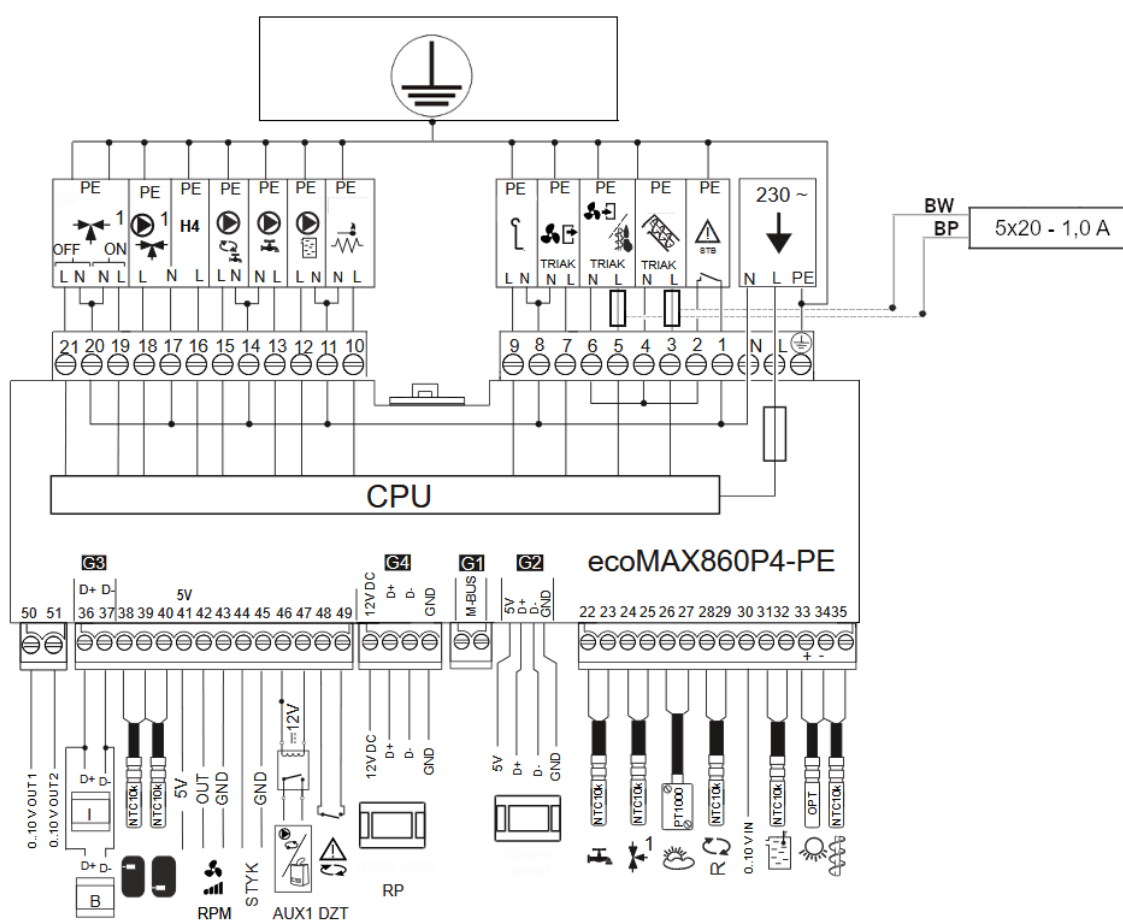 PE PE PE PE PE PE PE
1 1 H4
OFF ON
L N N L L N L L N N L L N N L
PE PE PE PE PE
230 ~
STB
TRIAK TRIAK TRIAK
L N N L N L N L N L PE
BW
BP
5x20 - 1,0 A
21 20 19 18 17 16 15 14 13 12 11 10
9 8 7 6 5 4 3 2 1 N L
CPU
ecoMAX860P4-PE
G3 G4 G1 G2
D+ D- 5V 12V DC D+ D- GND M-BUS 5V D+ D- GND
50 51 36 37 38 39 40 41 42 43 44 45 46 47 48 49
22 23 24 25 26 27 28 29 30 31 32 33 34 35
+ -
0..10 V OUT 1
0..10 V OUT 2
D+ D-
I
D+ D-
B
NTC10k
NTC10k
5V
OUT
GND
RPM
STYK
GND
12V
AUX1 DZT
12V DC
D+
D-
GND
RP
5V
D+
D-
GND
NTC10k
NTC10k
1
PT1000
NTC10k
R
0..10 V IN
NTC10k
OPT
NTC10k